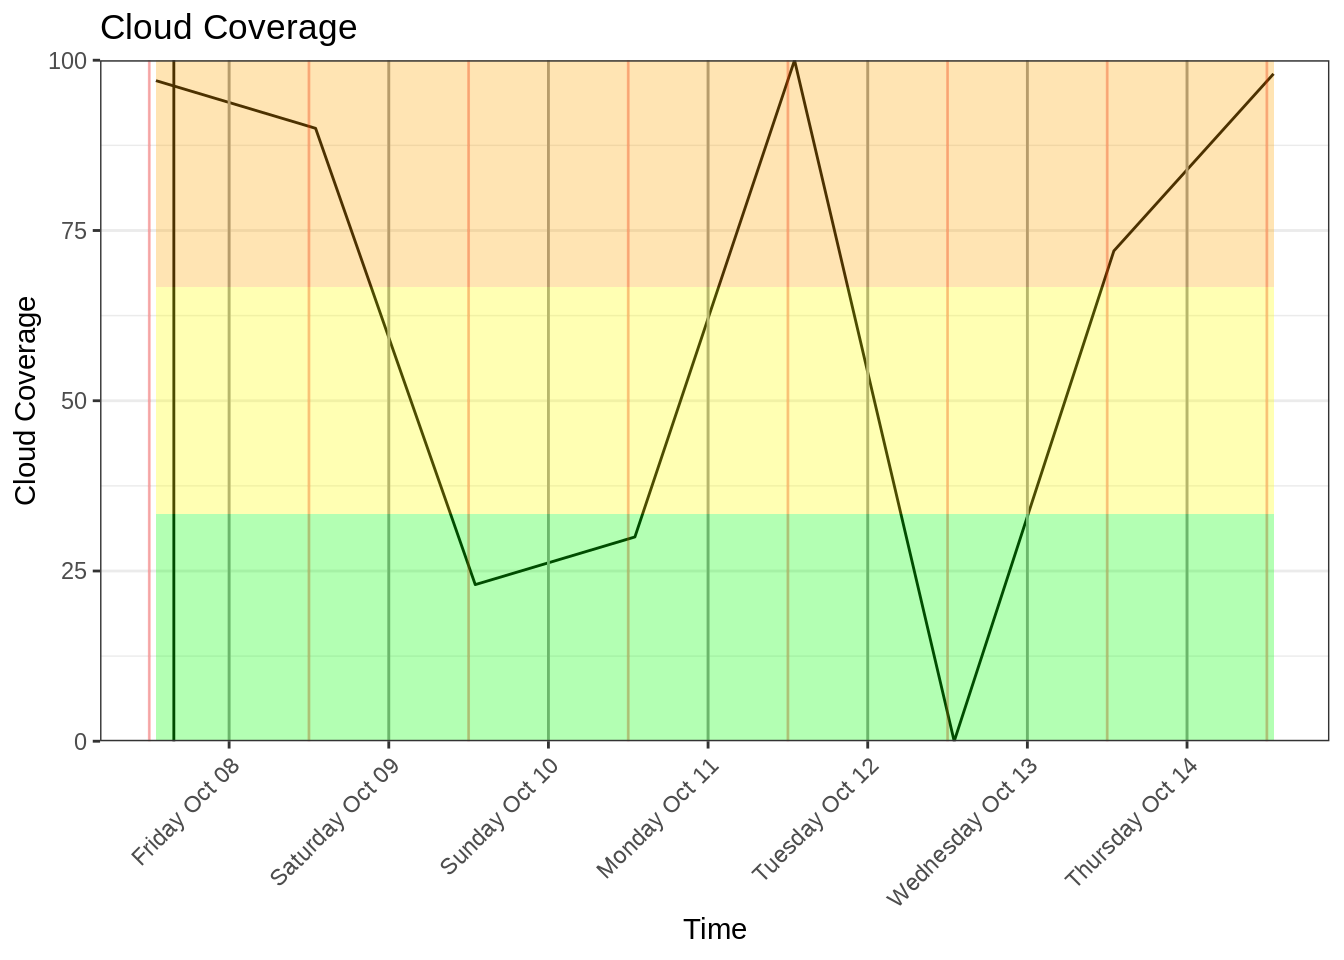 Cloud Coverage
100
75
50
25
0
Cloud Coverage
Friday Oct 08
Saturday Oct 09
Sunday Oct 10
Monday Oct 11
Tuesday Oct 12
Wednesday Oct 13
Thursday Oct 14
Time